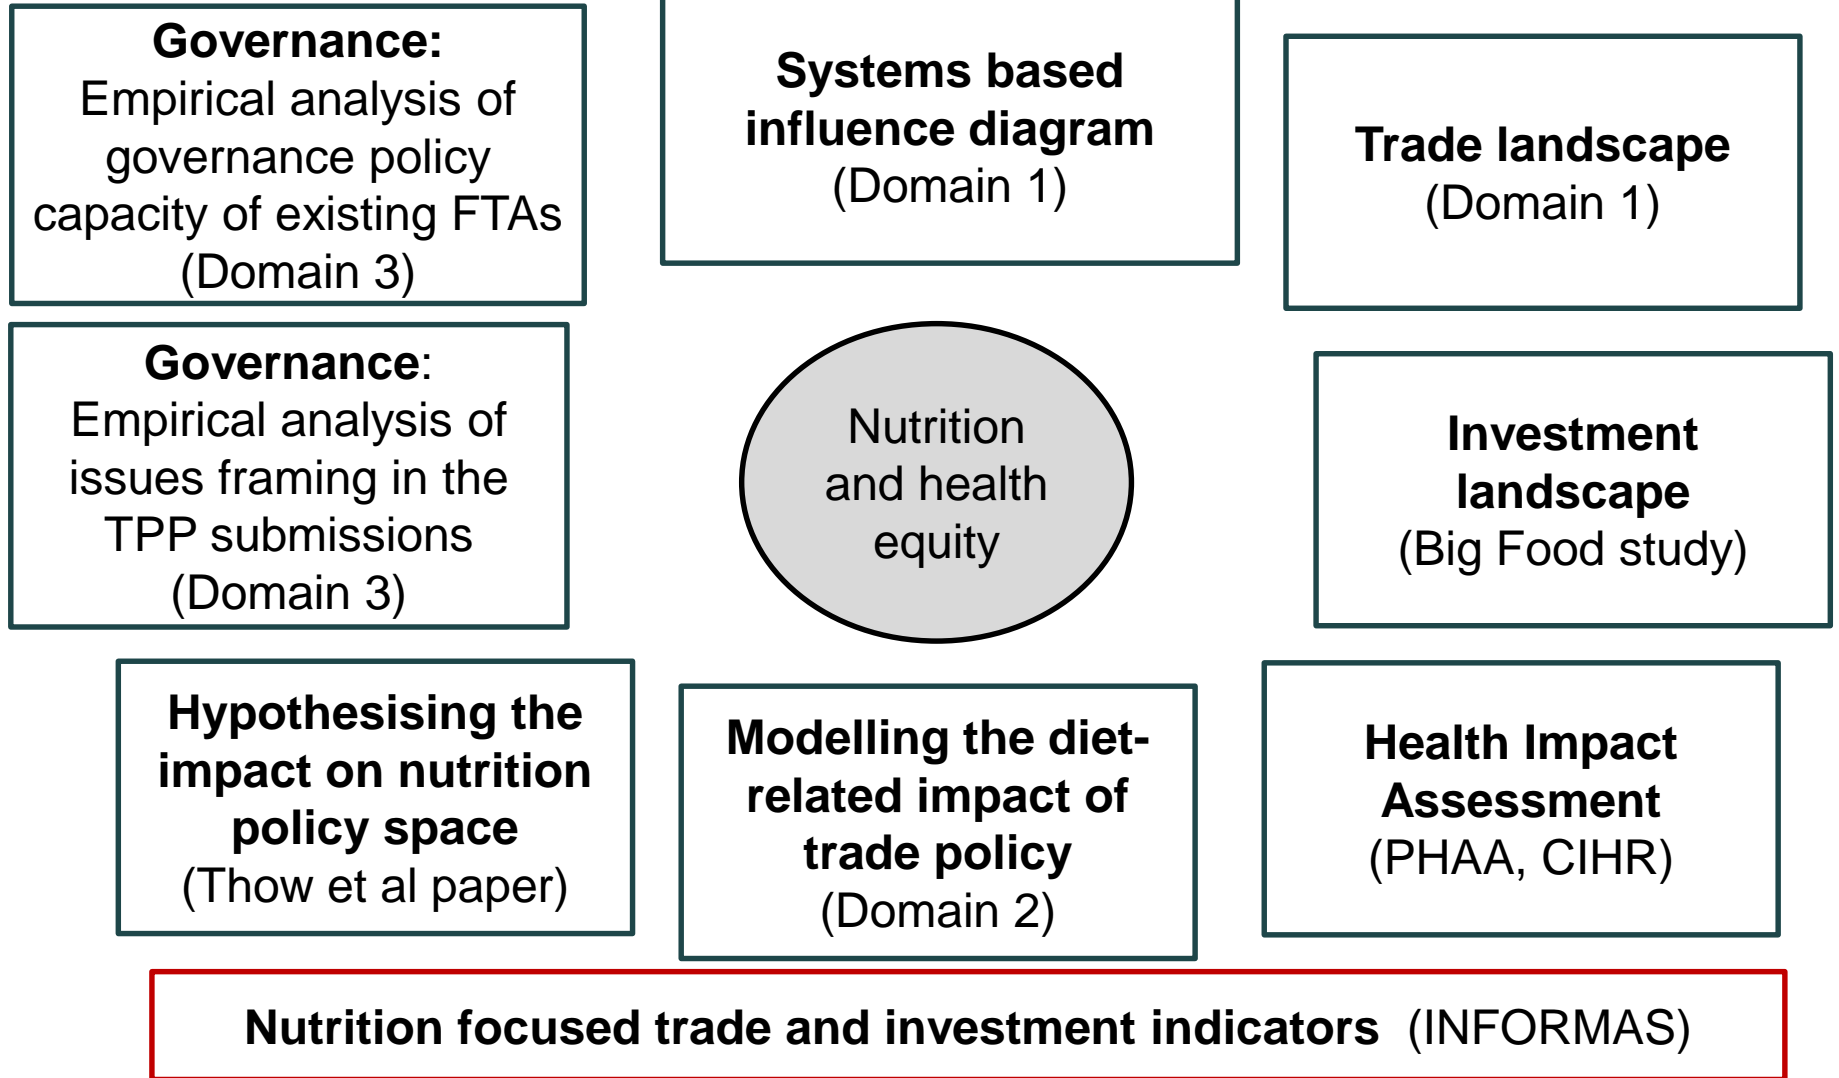 Governance:
Empirical analysis of
governance policy
capacity of existing FTAs
(Domain 3)
Systems based
influence diagram
(Domain 1)
Trade landscape
(Domain 1)
Governance:
Empirical analysis of
issues framing in the
TPP submissions
(Domain 3)
Nutrition
and health
equity
Investment
landscape
(Big Food study)
Hypothesising the
impact on nutrition
policy space
(Thow et al paper)
Modelling the diet-
related impact of
trade policy
(Domain 2)
Health Impact
Assessment
(PHAA, CIHR)
Nutrition focused trade and investment indicators (INFORMAS)